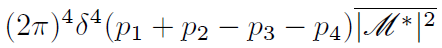 $(2\pi)^4\delta^4(p_1 + p_2 - p_3 - p_4)\overline{|\mathscr{M}^*|^2}$